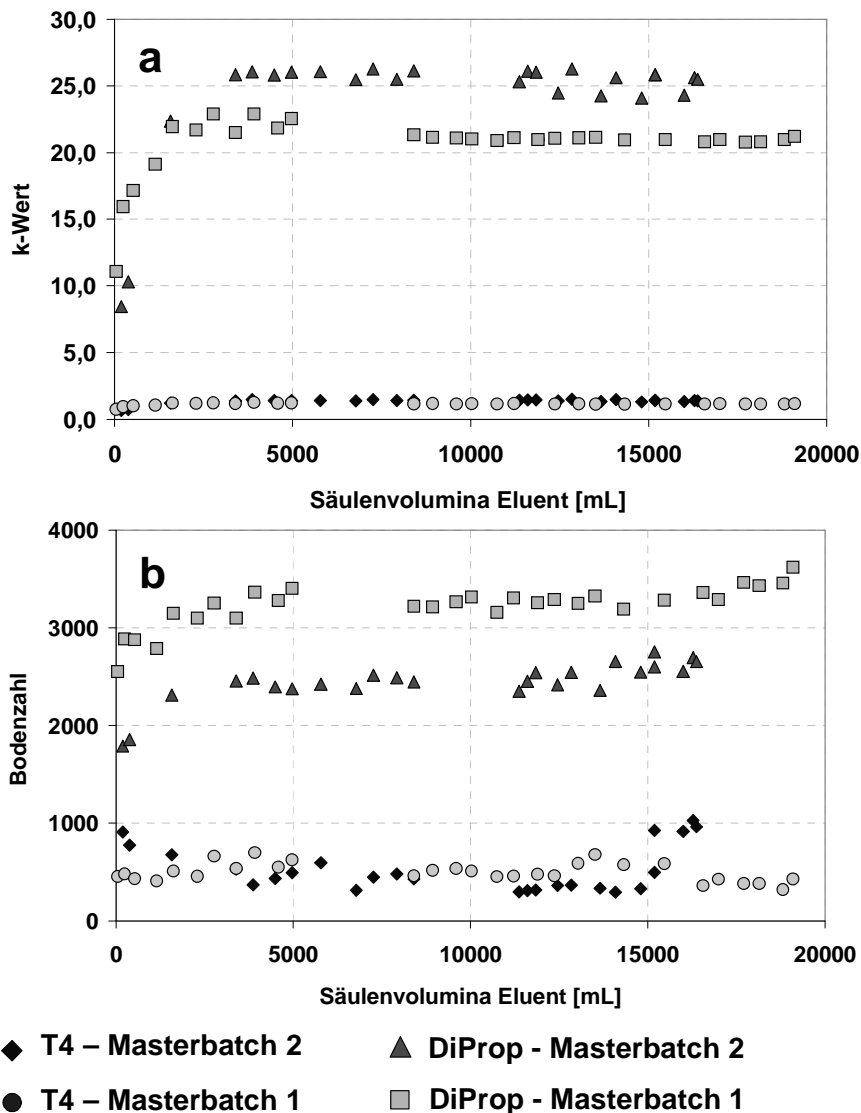 a
30,0
25,0
20,0
15,0
10,0
5,0
0,0
k-Wert
0 5000 10000 15000 20000
Säulenvolumina Eluent [mL]
b
4000
3000
2000
1000
0
Bodenzahl
0 5000 10000 15000 20000
Säulenvolumina Eluent [mL]
T4 – Masterbatch 2 DiProp - Masterbatch 2
T4 – Masterbatch 1 DiProp - Masterbatch 1